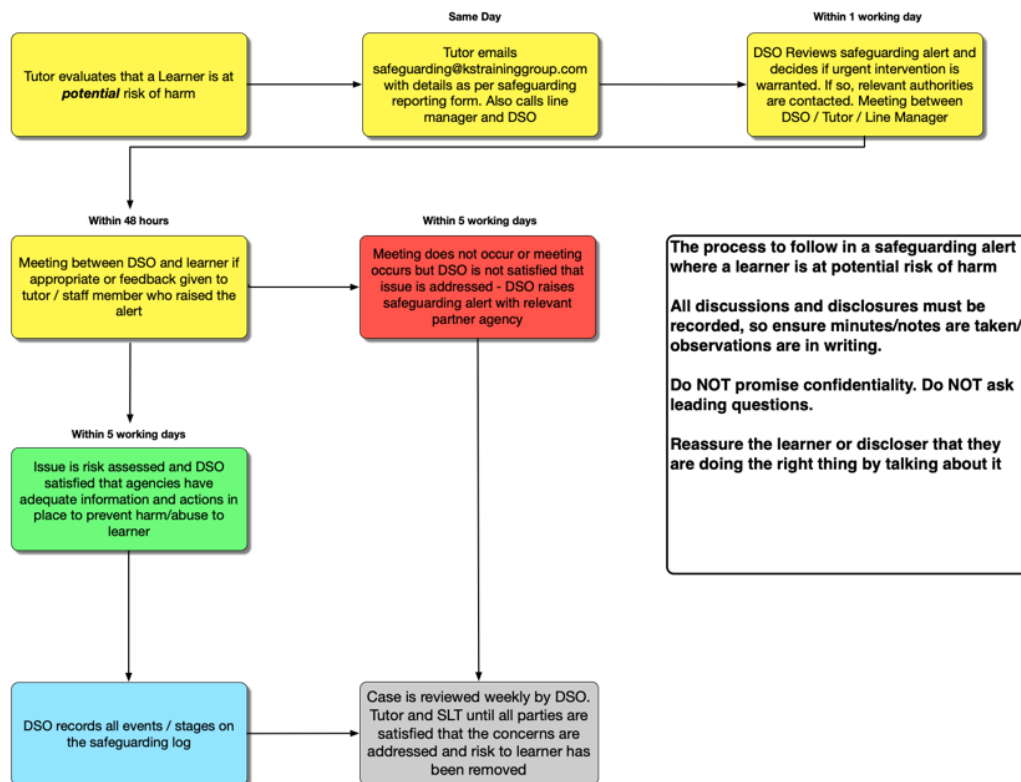 Same Day
Within 1 working day
Tutor evaluates that a Learner is at
potential risk of harm
Tutor emails
safeguarding@kstraininggroup.com
with details as per safeguarding
reporting form. Also calls line
manager and DSO
DSO Reviews safeguarding alert and
decides if urgent intervention is
warranted. If so, relevant authorities
are contacted. Meeting between
DSO / Tutor / Line Manager
Within 48 hours
Within 5 working days
Meeting between DSO and learner if
appropriate or feedback given to
tutor / staff member who raised the
alert
Meeting does not occur or meeting
occurs but DSO is not satisfied that
issue is addressed - DSO raises
safeguarding alert with relevant
partner agency
The process to follow in a safeguarding alert
where a learner is at potential risk of harm
All discussions and disclosures must be
recorded, so ensure minutes/notes are taken/
observations are in writing.
Do NOT promise confidentiality. Do NOT ask
leading questions.
Reassure the learner or discloser that they
are doing the right thing by talking about it
Within 5 working days
Issue is risk assessed and DSO
satisfied that agencies have
adequate information and actions in
place to prevent harm/abuse to
learner
DSO records all events / stages on
the safeguarding log
Case is reviewed weekly by DSO.
Tutor and SLT until all parties are
satisfied that the concerns are
addressed and risk to learner has
been removed